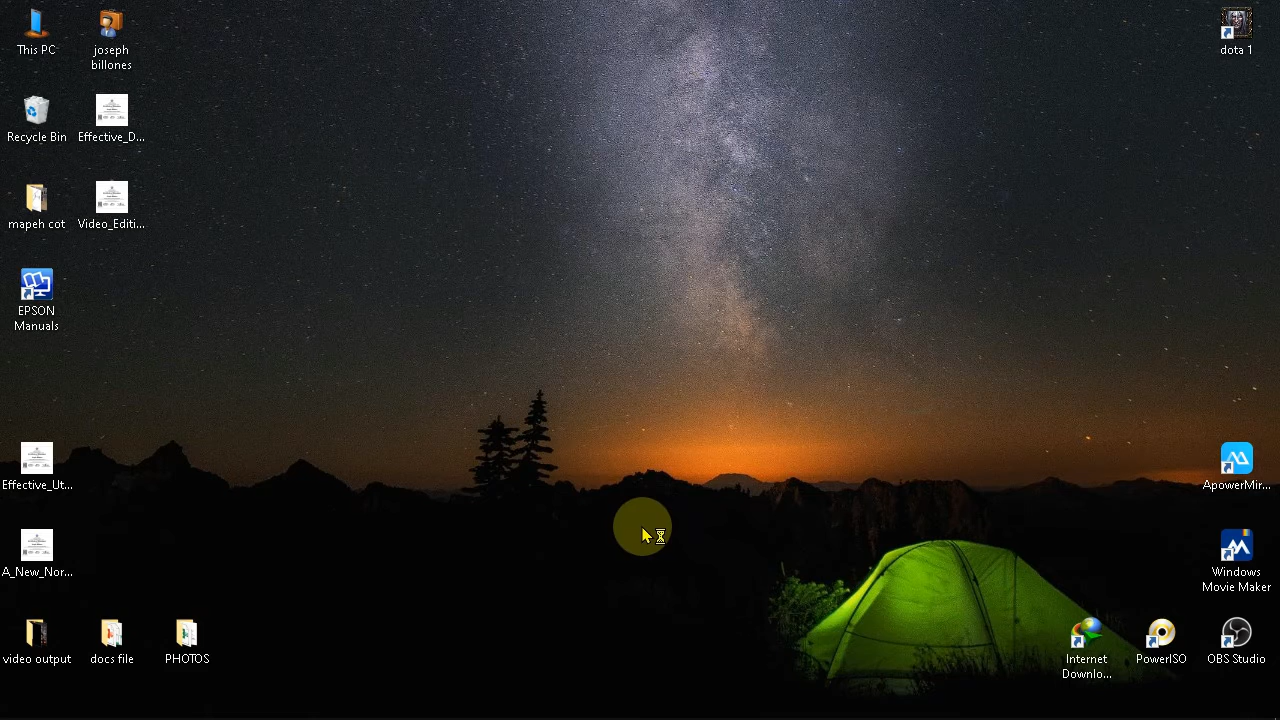 This PC
joseph
billones
dota 1
Recycle Bin
Effective_D...
mapeh cot
Video_Editi...
EPSON
Manuals
Effective_Ut...
ApowerMir...
A_New_Nor...
Windows
Movie Maker
video output
docs file
PHOTOS
Internet
Downlo...
PowerISO
OBS Studio